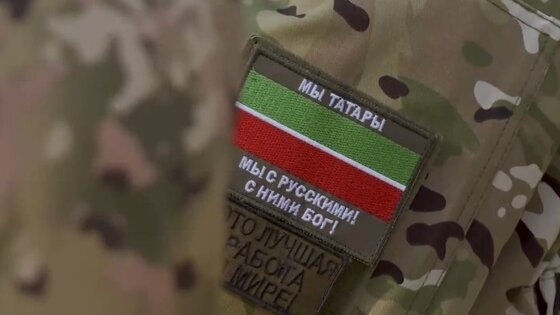 МЫ ТАТАРЫ
МЫ С РУССКИМИ!
С НИМИ БОГ!
ЭТО ЛУЧШАЯ
РАБОТА
В МИРЕ!